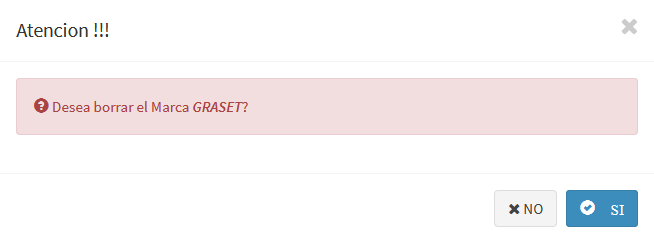 Atencion !!!
Desea borrar el Marca GRASET?
NO
SI